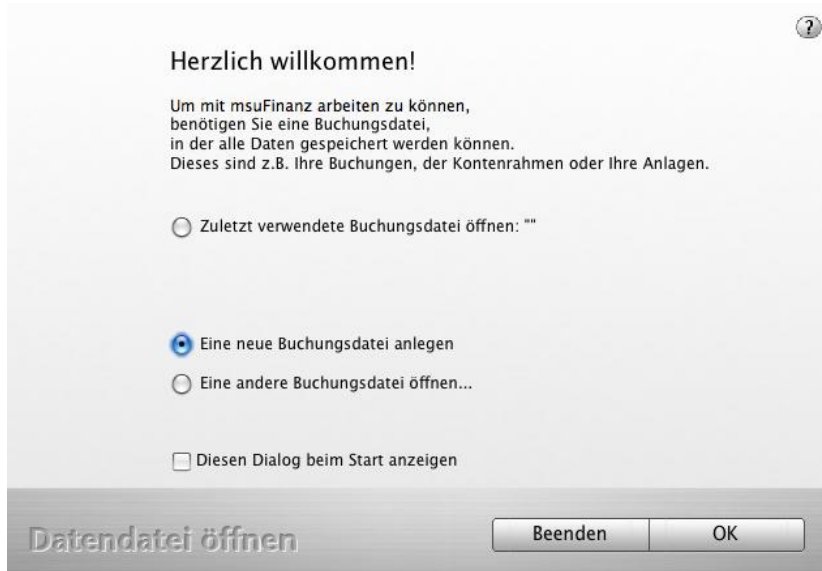 ?
Herzlich willkommen!
Um mit msuFinanz arbeiten zu können,
benötigen Sie eine Buchungsdatei,
in der alle Daten gespeichert werden können.
Dieses sind z.B. Ihre Buchungen, der Kontenrahmen oder Ihre Anlagen.
Zuletzt verwendete Buchungsdatei öffnen: ""
Eine neue Buchungsdatei anlegen
Eine andere Buchungsdatei öffnen...
Diesen Dialog beim Start anzeigen
Datendatei öffnen
Beenden
OK